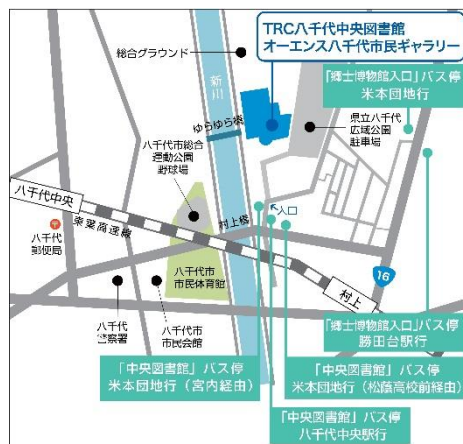 TRC八千代中央図書館
オーエンス八千代市民ギャラリー
総合グラウンド
新川
「郷土博物館入口」バス停
米本団地行
ゆらゆら橋
県立八千代
広域公園
駐車場
八千代市総合
運動公園
野球場
八千代中央
東葉高速線
八千代
郵便局
村上橋
入口
村上
16
八千代市
市民体育館
八千代
警察署
八千代市
市民会館
「郷土博物館入口」バス停
勝田台駅行
「中央図書館」バス停
米本団地行（宮内経由）
「中央図書館」バス停
米本団地行（松蔭高校前経由）
「中央図書館」バス停
八千代中央駅行